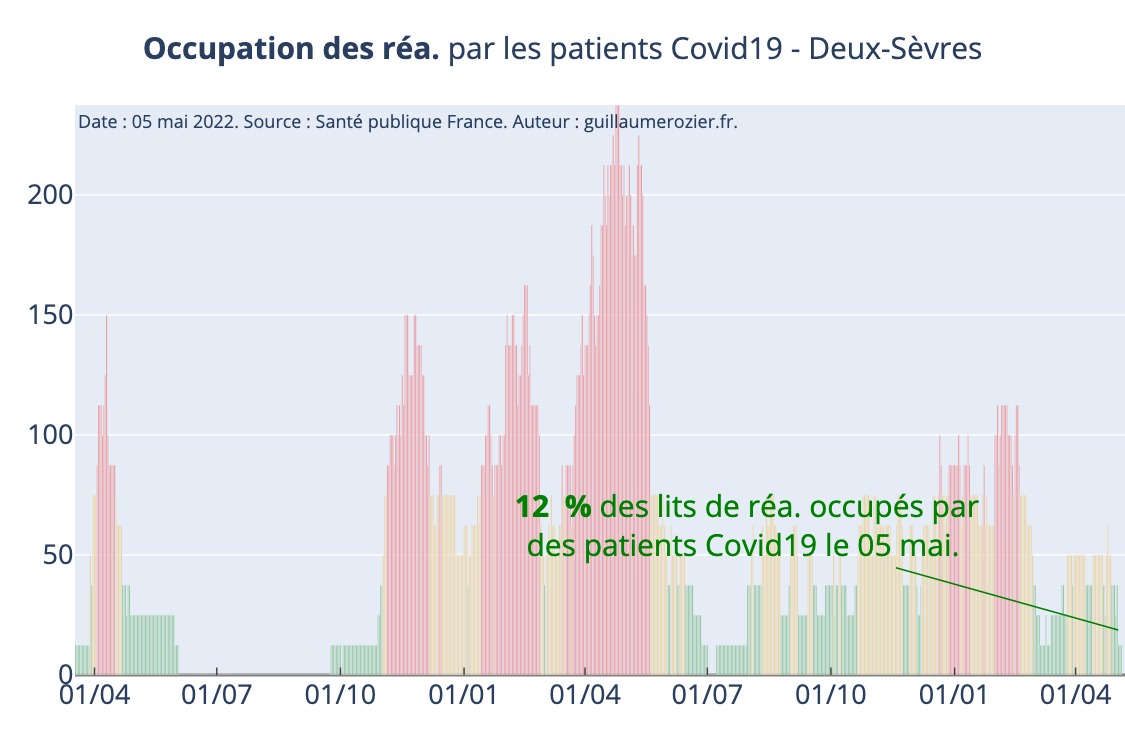 Occupation des réa. par les patients Covid19 - Deux-Sèvres
Date : 05 mai 2022. Source : Santé publique France. Auteur : guillaumerozier.fr.
200
150
100
50
0
12 % des lits de réa. occupés par
des patients Covid19 le 05 mai.
01/04 01/07 01/10 01/01 01/04 01/07 01/10 01/01 01/04